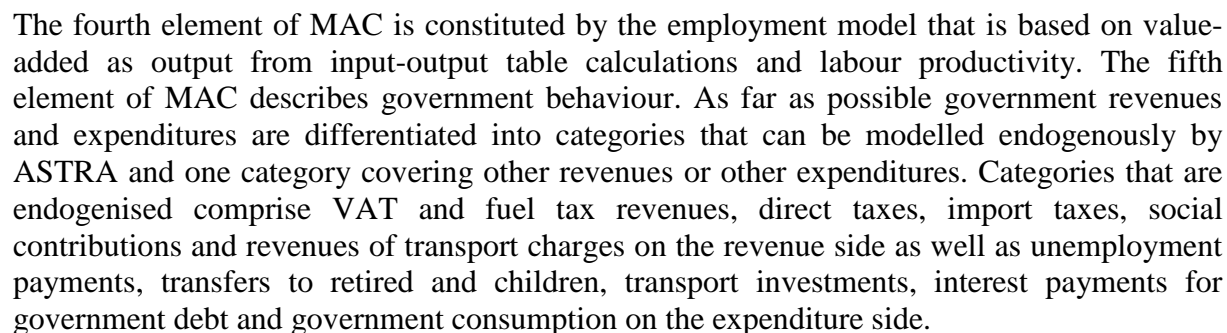 The fourth element of MAC is constituted by the employment model that is based on value-
added as output from input-output table calculations and labour productivity. The fifth
element of MAC describes government behaviour. As far as possible government revenues
and expenditures are differentiated into categories that can be modelled endogenously by
ASTRA and one category covering other revenues or other expenditures. Categories that are
endogenised comprise VAT and fuel tax revenues, direct taxes, import taxes, social
contributions and revenues of transport charges on the revenue side as well as unemployment
payments, transfers to retired and children, transport investments, interest payments for
government debt and government consumption on the expenditure side.